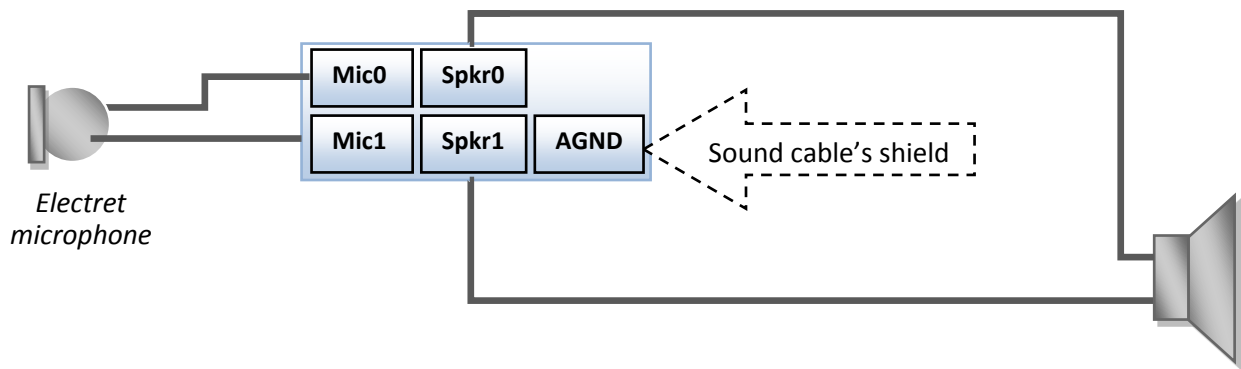 Mic0 Spkr0
Mic1 Spkr1 AGND
Sound cable’s shield
Electret
microphone